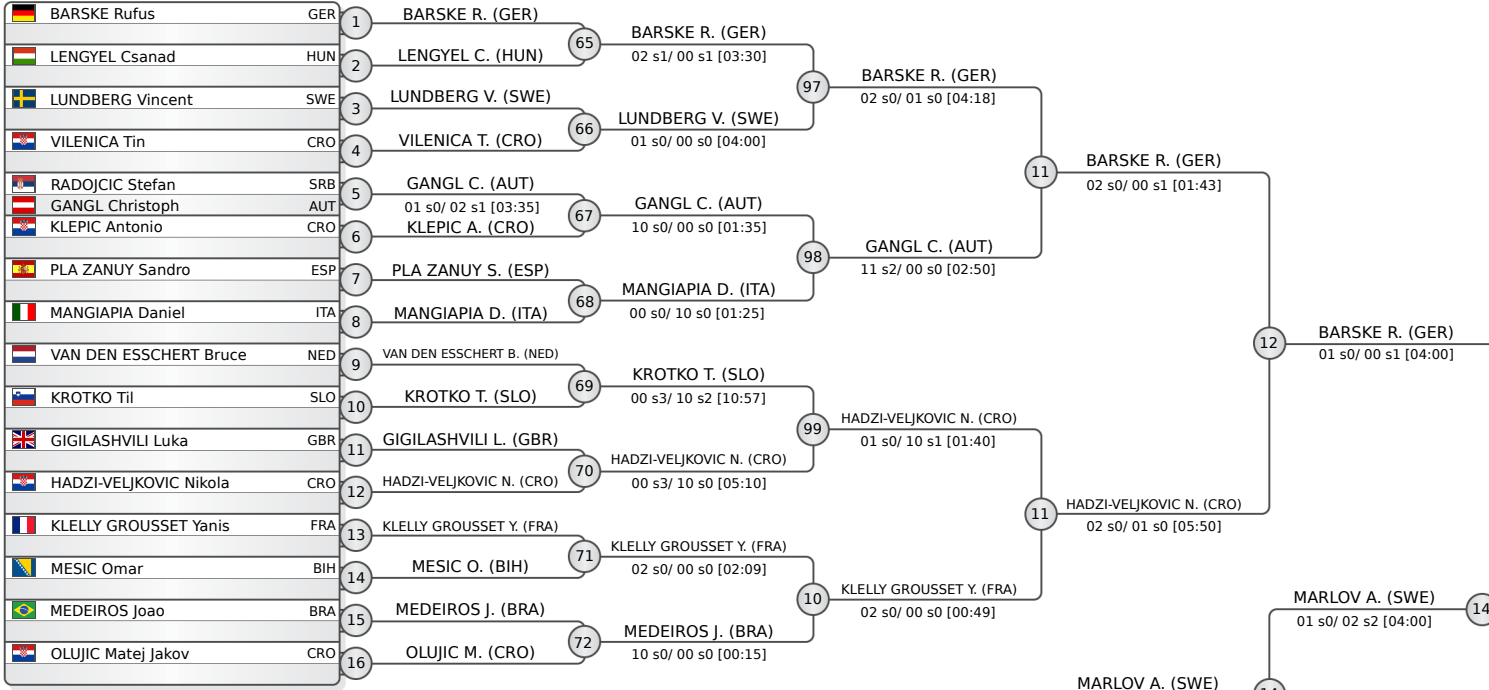 BARSKE Rufus GER
LENGYEL Csanad HUN
LUNDBERG Vincent SWE
VILENICA Tin CRO
RADOJCIC Stefan SRB
GANGL Christoph AUT
KLEPIC Antonio CRO
PLA ZANUY Sandro ESP
MANGIAPIA Daniel ITA
VAN DEN ESSCHERT Bruce NED
KROTKO Til SLO
GIGILASHVILI Luka GBR
HADZI-VELJKOVIC Nikola CRO
KLELLY GROUSSET Yanis FRA
MESIC Omar BIH
MEDEIROS Joao BRA
OLUJIC Matej Jakov CRO
1
2
3
4
5
6
7
8
9
10
11
12
13
14
15
16
BARSKE R. (GER)
LENGYEL C. (HUN)
LUNDBERG V. (SWE)
VILENICA T. (CRO)
GANGL C. (AUT)
01 s0/ 02 s1 [03:35]
KLEPIC A. (CRO)
PLA ZANUY S. (ESP)
MANGIAPIA D. (ITA)
VAN DEN ESSCHERT B. (NED)
KROTKO T. (SLO)
GIGILASHVILI L. (GBR)
HADZI-VELJKOVIC N. (CRO)
KLELLY GROUSSET Y. (FRA)
MESIC O. (BIH)
MEDEIROS J. (BRA)
OLUJIC M. (CRO)
65
66
67
68
69
70
71
72
BARSKE R. (GER)
02 s1/ 00 s1 [03:30]
LUNDBERG V. (SWE)
01 s0/ 00 s0 [04:00]
GANGL C. (AUT)
10 s0/ 00 s0 [01:35]
MANGIAPIA D. (ITA)
00 s0/ 10 s0 [01:25]
KROTKO T. (SLO)
00 s3/ 10 s2 [10:57]
HADZI-VELJKOVIC N. (CRO)
00 s3/ 10 s0 [05:10]
KLELLY GROUSSET Y. (FRA)
02 s0/ 00 s0 [02:09]
MEDEIROS J. (BRA)
10 s0/ 00 s0 [00:15]
97
98
99
10
BARSKE R. (GER)
02 s0/ 01 s0 [04:18]
GANGL C. (AUT)
11 s2/ 00 s0 [02:50]
HADZI-VELJKOVIC N. (CRO)
01 s0/ 10 s1 [01:40]
KLELLY GROUSSET Y. (FRA)
02 s0/ 00 s0 [00:49]
11
11
BARSKE R. (GER)
02 s0/ 00 s1 [01:43]
HADZI-VELJKOVIC N. (CRO)
02 s0/ 01 s0 [05:50]
12
BARSKE R. (GER)
01 s0/ 00 s1 [04:00]
MARLOV A. (SWE)
01 s0/ 02 s2 [04:00]
14
MARLOV A. (SWE)